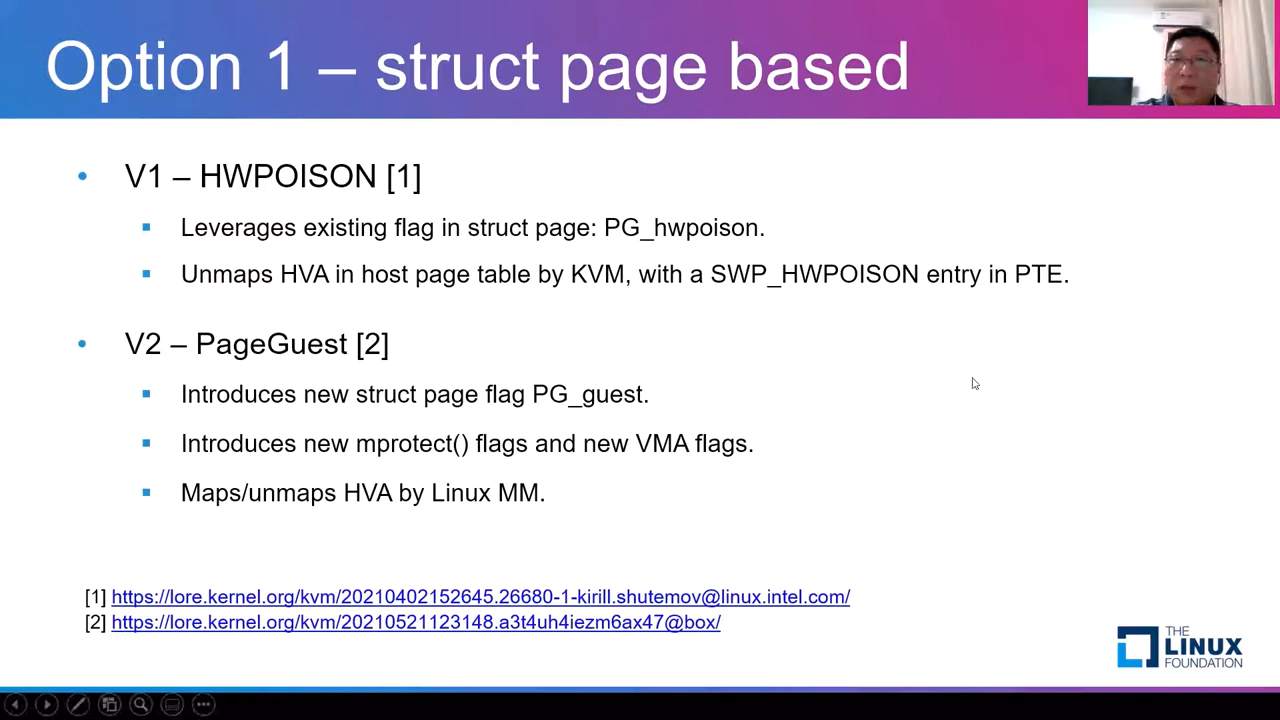 Option 1 – struct page based
• V1 – HWPOISON [1]
▪ Leverages existing flag in struct page: PG_hwpoison.
▪ Unmaps HVA in host page table by KVM, with a SWP_HWPOISON entry in PTE.
• V2 – PageGuest [2]
▪ Introduces new struct page flag PG_guest.
▪ Introduces new mprotect() flags and new VMA flags.
▪ Maps/unmaps HVA by Linux MM.
[1] https://lore.kernel.org/kvm/20210402152645.26680-1-kirill.shutemov@linux.intel.com/
[2] https://lore.kernel.org/kvm/20210521123148.a3t4uh4iezm6ax47@box/
THE
LINUX
FOUNDATION